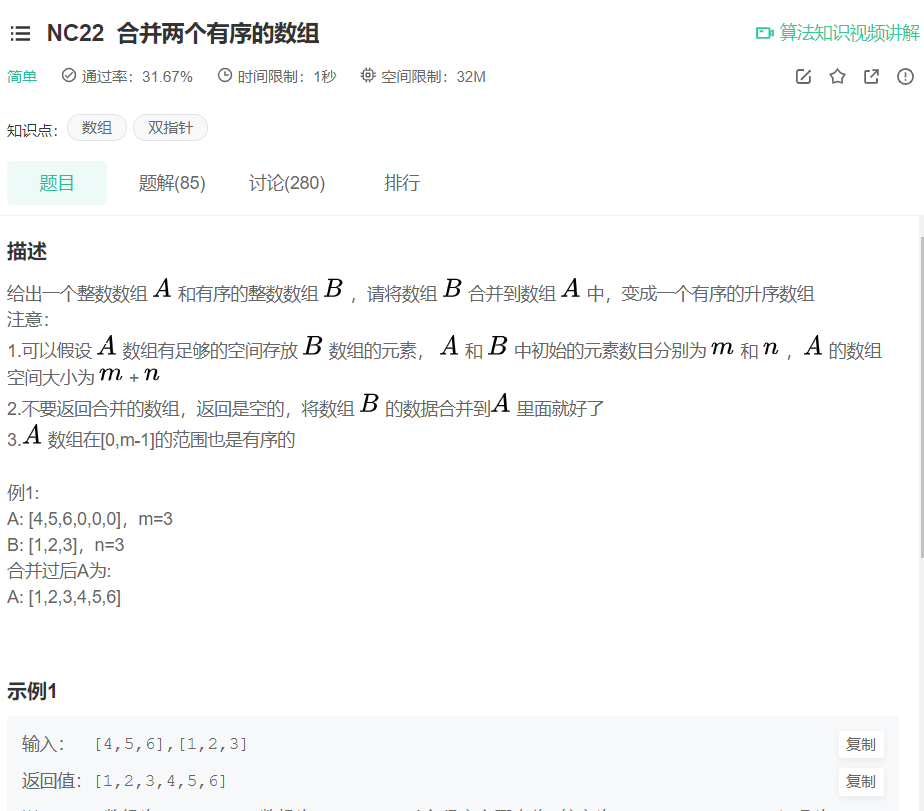 NC22 合并两个有序的数组
算法知识视频讲解
简单 通过率：31.67% 时间限制：1秒 空间限制：32M
知识点： 数组 双指针
题目 题解(85) 讨论(280) 排行
描述
给出一个整数数组 A 和有序的整数数组 B ，请将数组 B 合并到数组 A 中，变成一个有序的升序数组
注意：
1.可以假设 A 数组有足够的空间存放 B 数组的元素， A 和 B 中初始的元素数目分别为 m 和 n ， A 的数组
空间大小为 m + n
2.不要返回合并的数组，返回是空的，将数组 B 的数据合并到 A 里面就好了
3. A 数组在[0,m-1]的范围也是有序的
例1:
A: [4,5,6,0,0,0]，m=3
B: [1,2,3]，n=3
合并过后A为:
A: [1,2,3,4,5,6]
示例1
输入： [4,5,6],[1,2,3] 复制
返回值： [1,2,3,4,5,6] 复制